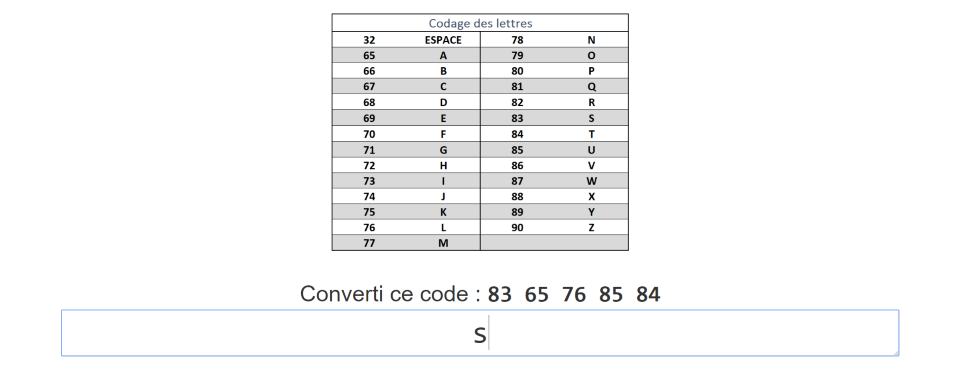 Codage des lettres
32 ESPACE 78 N
65 A 79 O
66 B 80 P
67 C 81 Q
68 D 82 R
69 E 83 S
70 F 84 T
71 G 85 U
72 H 86 V
73 I 87 W
74 J 88 X
75 K 89 Y
76 L 90 Z
77 M
Converti ce code : 83 65 76 85 84
S